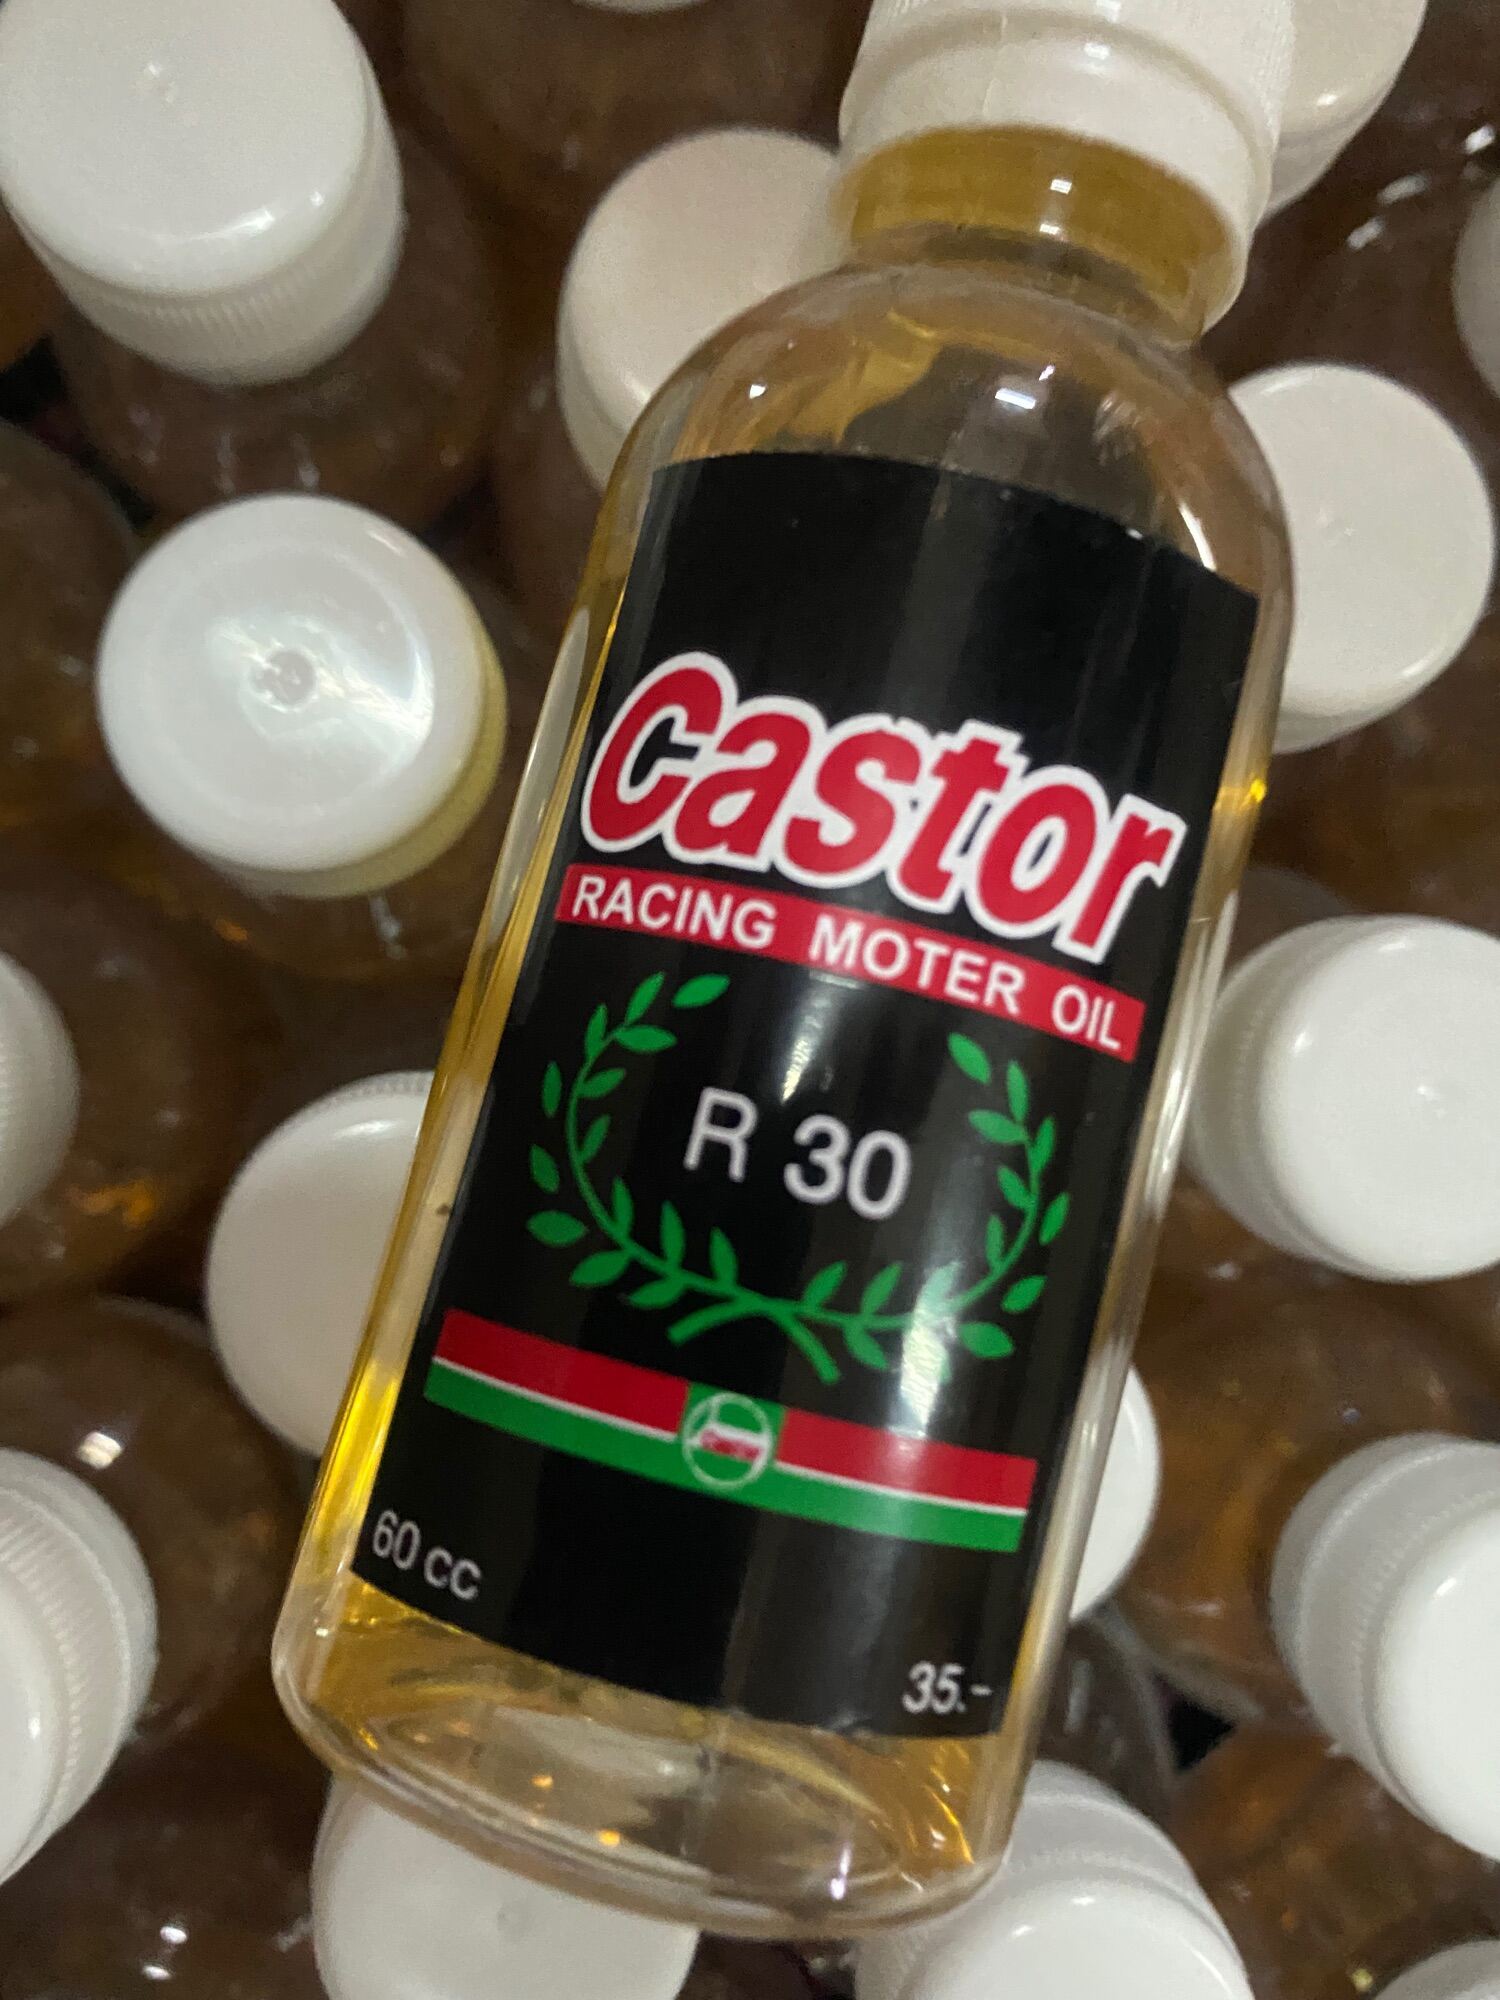 Castor
RACING MOTER OIL
R 30
60 cc
35.-